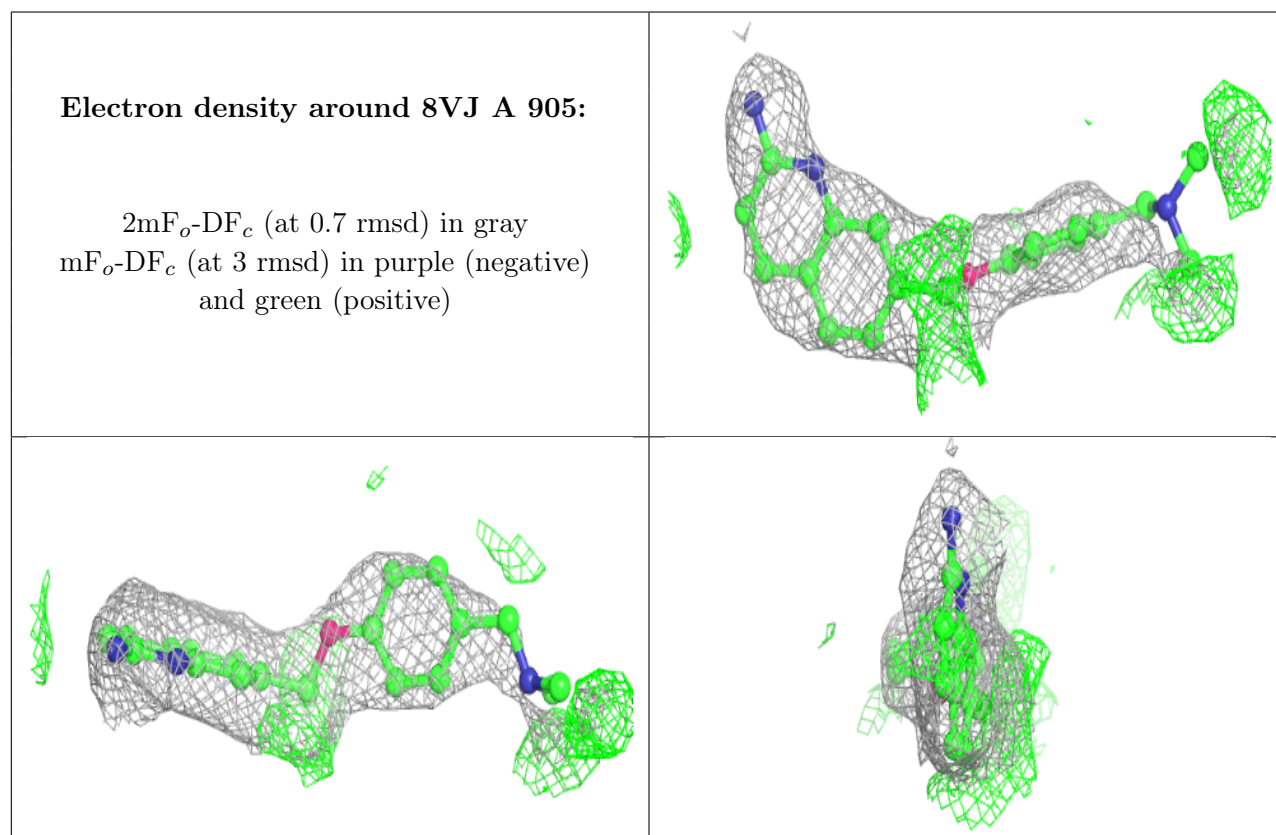 Electron density around 8VJ A 905:
2mFₒ-DF𝒸 (at 0.7 rmsd) in gray
mFₒ-DF𝒸 (at 3 rmsd) in purple (negative)
and green (positive)